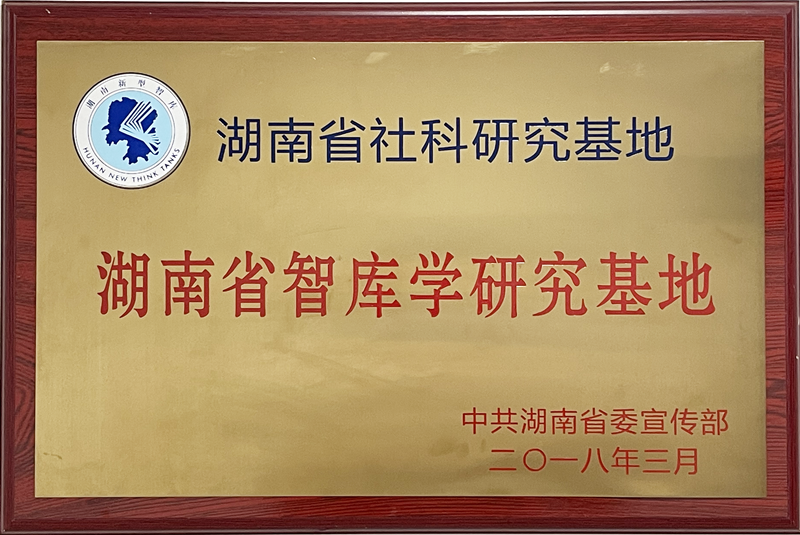 湖南新型智库
HUNAN NEW THINK TANKS
湖南省社科研究基地
湖南省智库学研究基地
中共湖南省委宣传部
二〇一八年三月